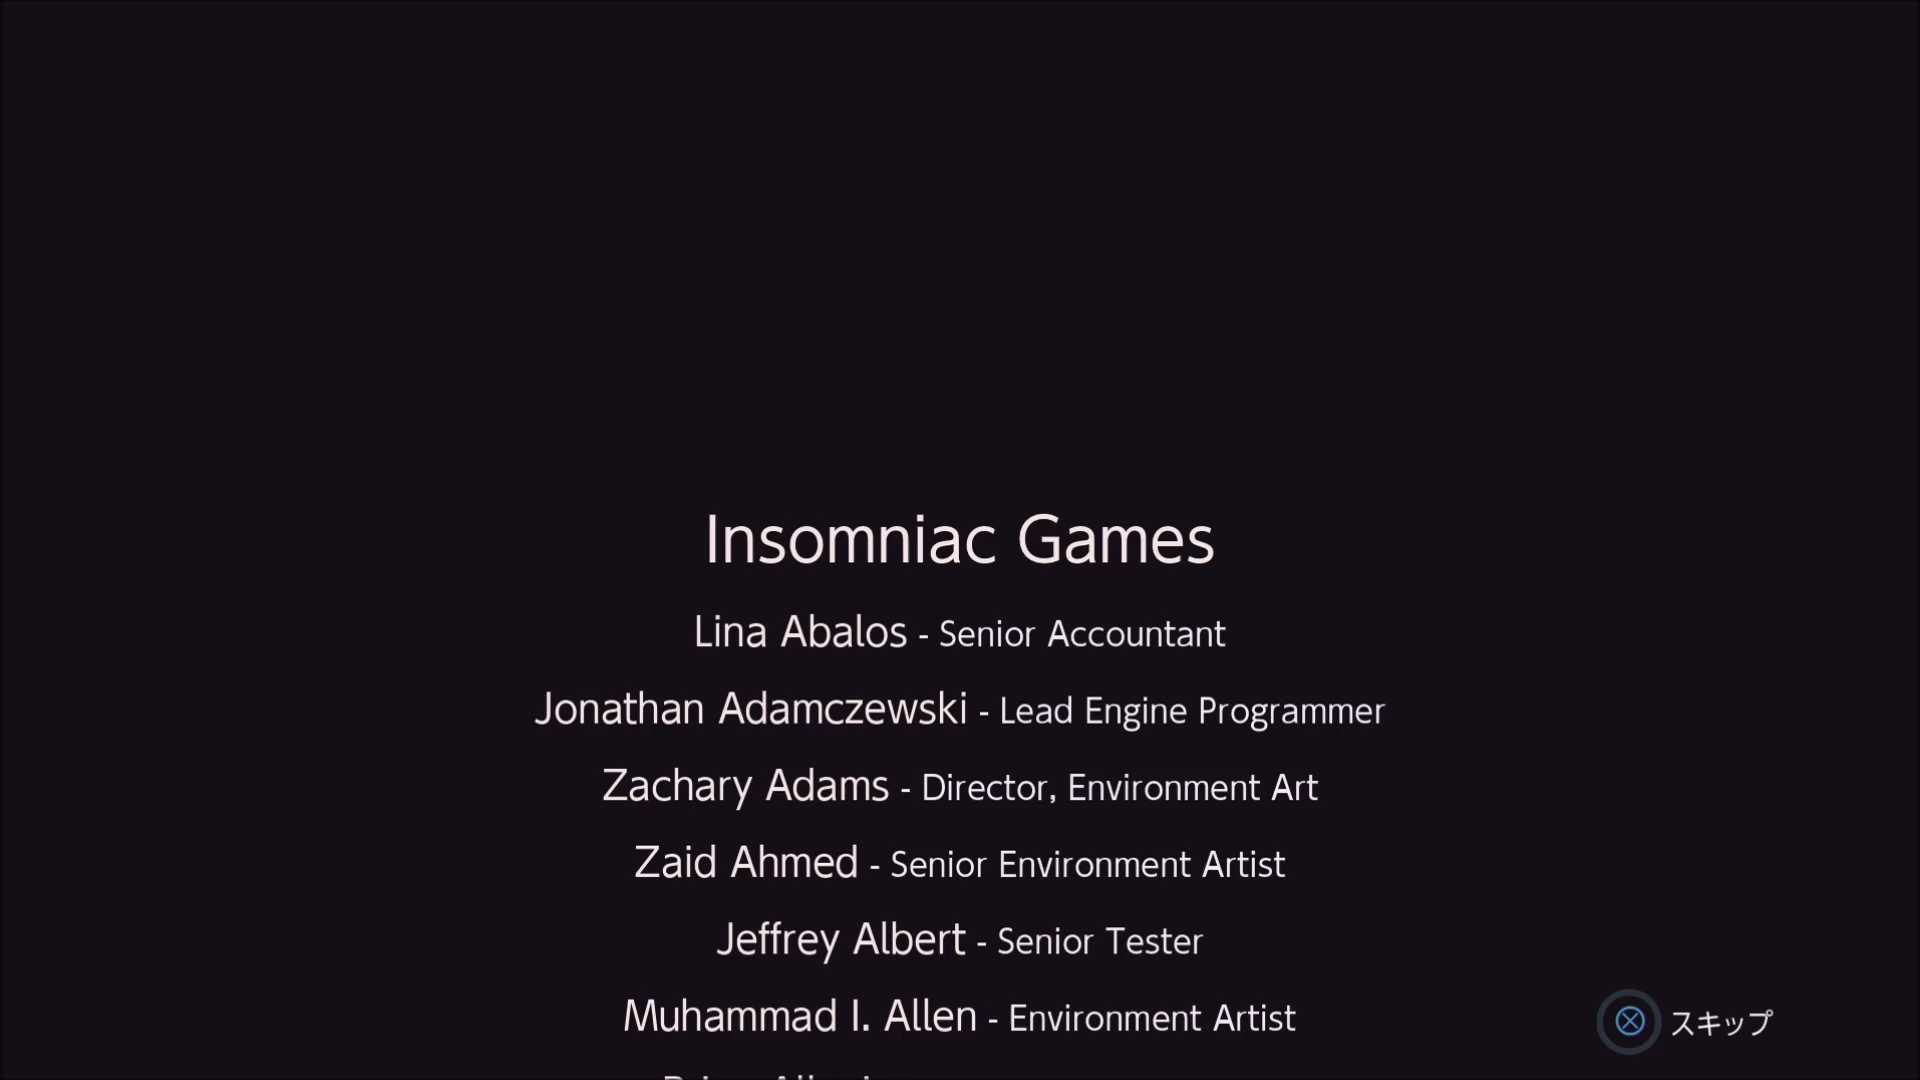 Insomniac Games
Lina Abalos - Senior Accountant
Jonathan Adamczewski - Lead Engine Programmer
Zachary Adams - Director, Environment Art
Zaid Ahmed - Senior Environment Artist
Jeffrey Albert - Senior Tester
Muhammad I. Allen - Environment Artist
スキップ